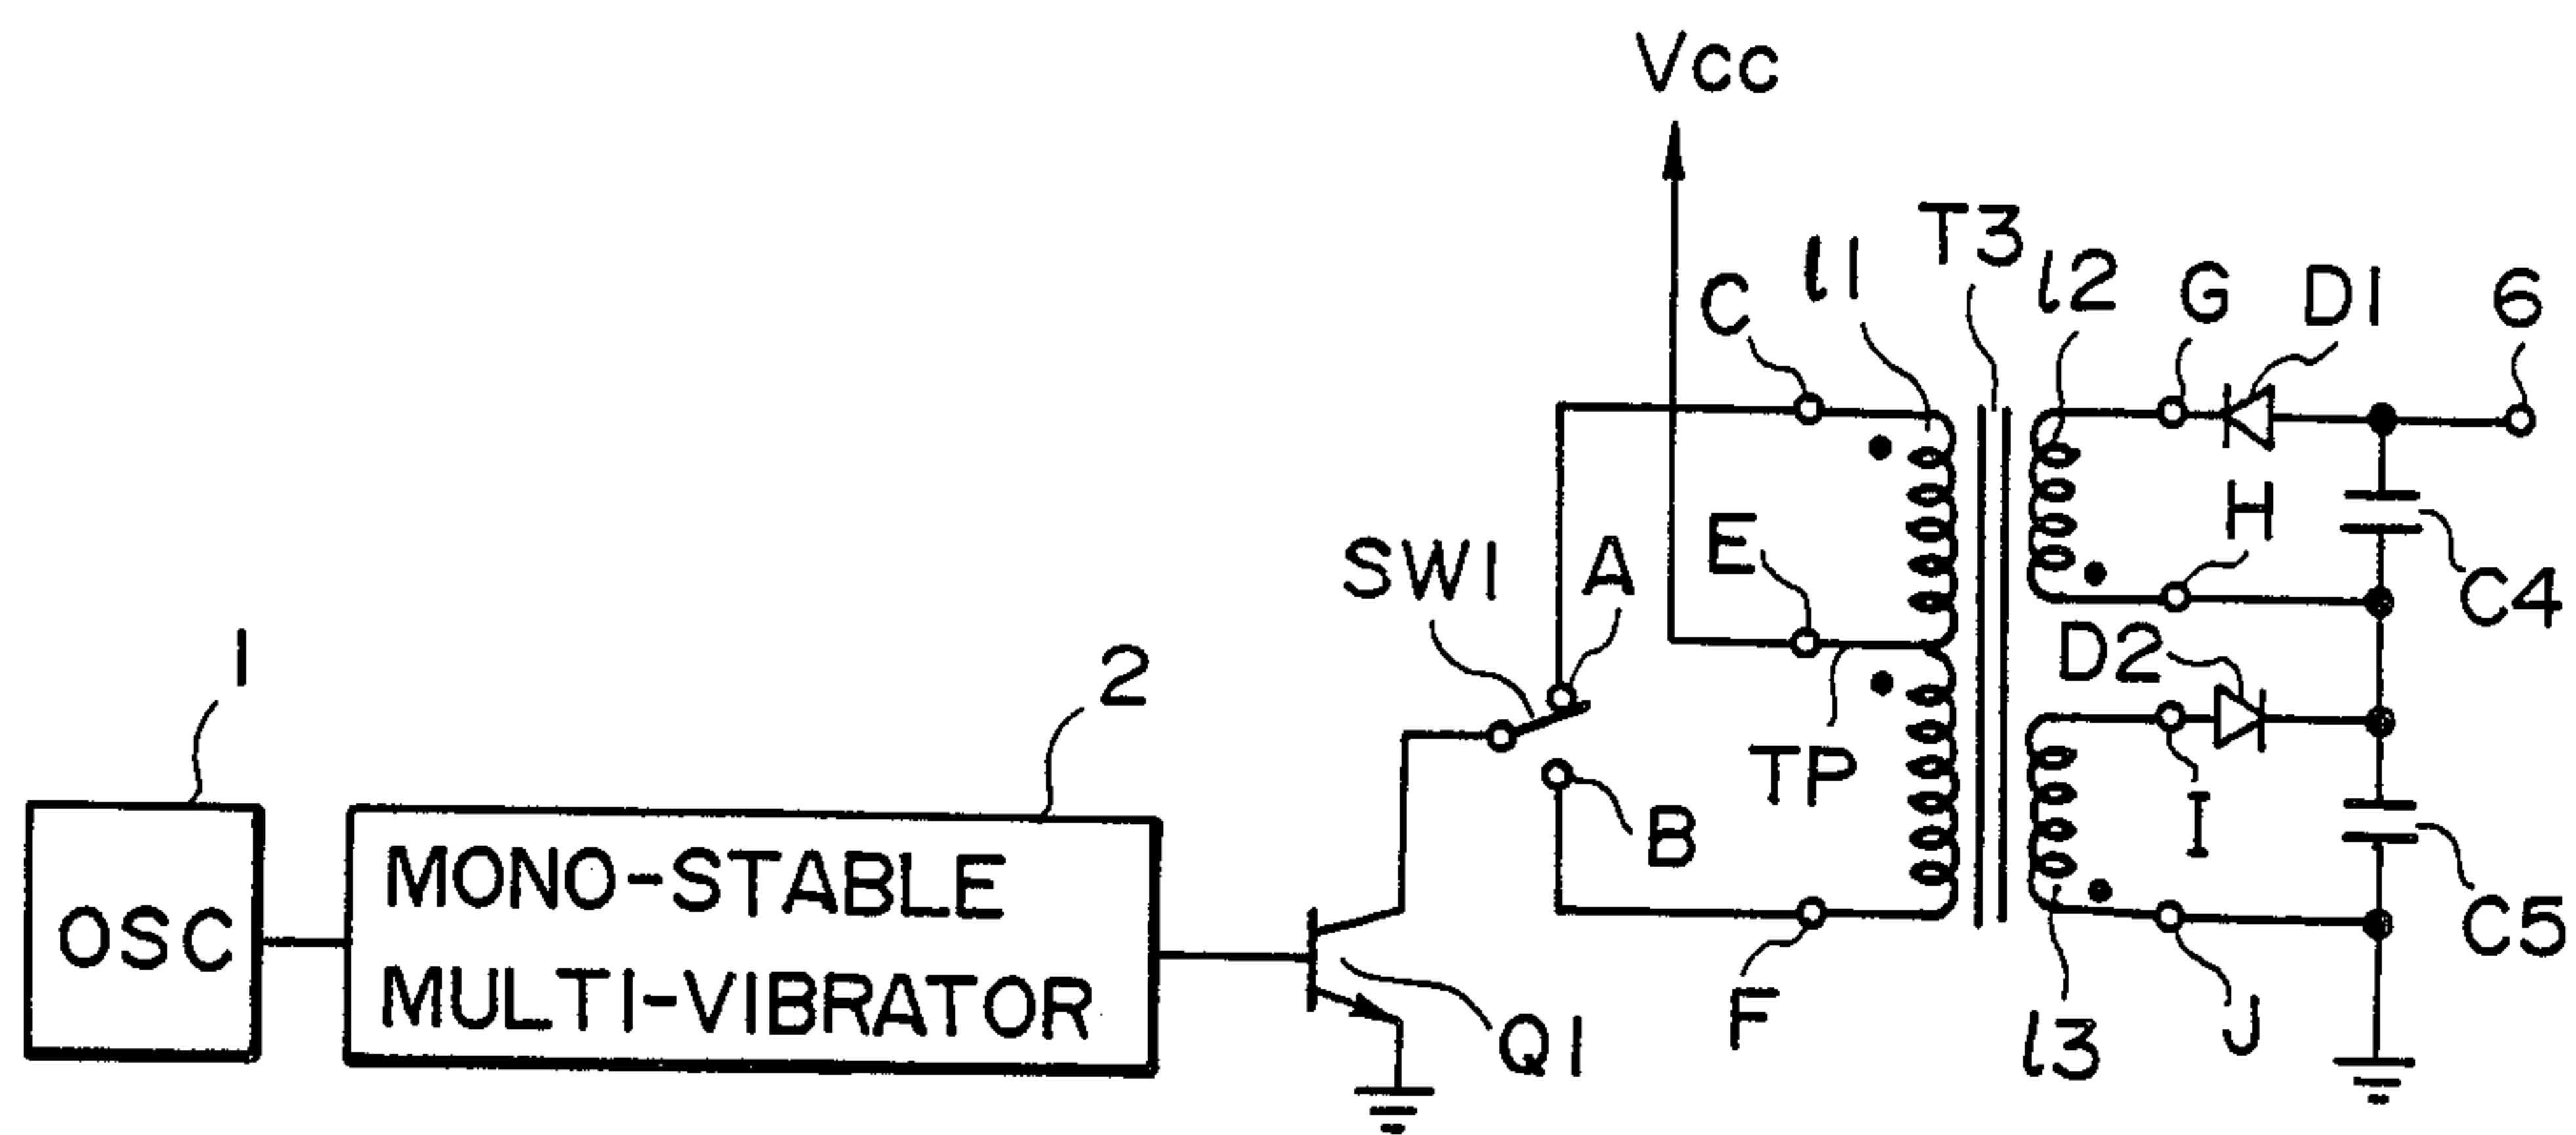 Vcc
T3
l1
l2
C
G
D1
6
H
SW1
A
E
C4
D2
1
2
TP
I
B
OSC
MONO-STABLE
MULTI-VIBRATOR
C5
Q1
F
l3
J